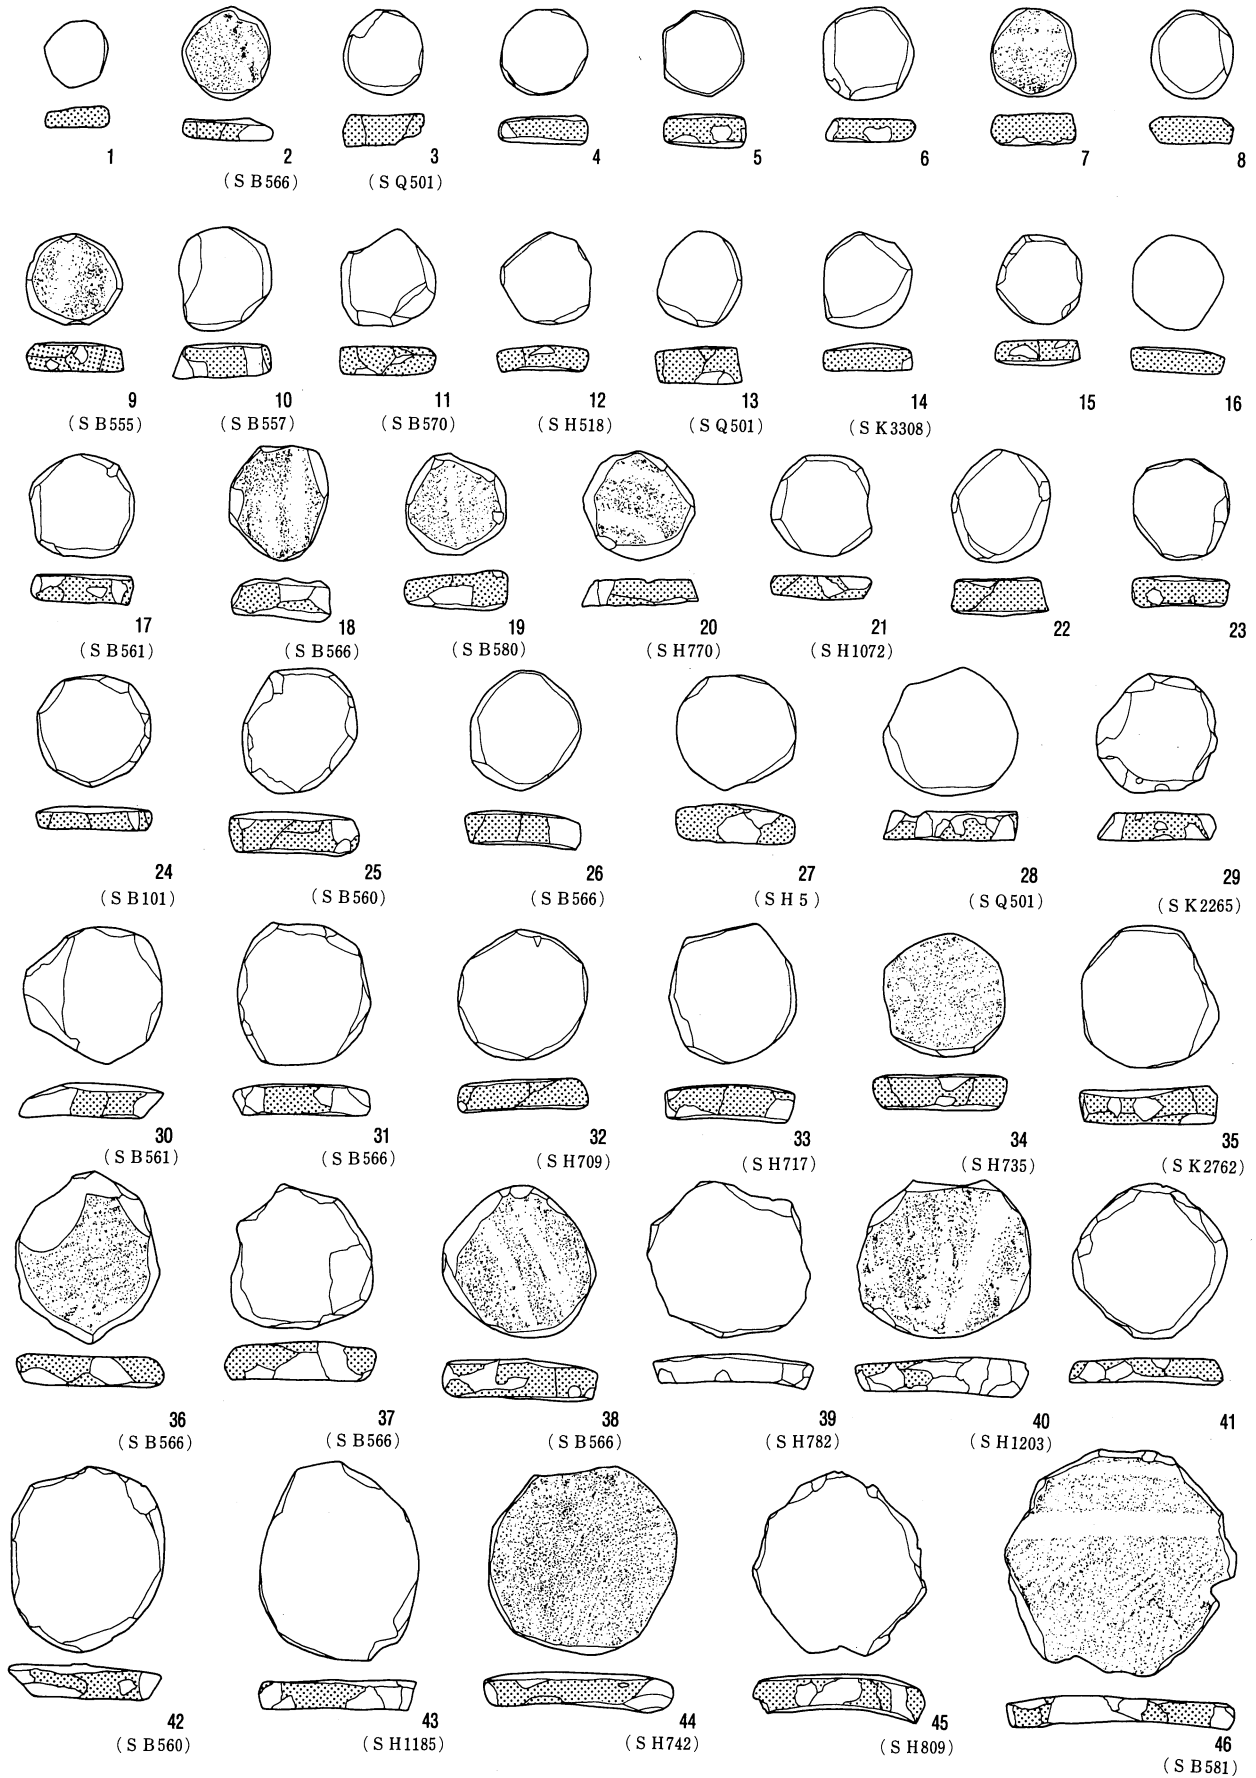 1 2 3 4 5 6 7 8
(SB566) (SQ501)
9 10 11 12 13 14 15 16
(SB555) (SB557) (SB570) (SH518) (SQ501) (SK3308)
17 18 19 20 21 22 23
(SB561) (SB566) (SB580) (SH770) (SH1072)
24 25 26 27 28 29
(SB101) (SB560) (SB566) (SH5) (SQ501) (SK2265)
30 31 32 33 34 35
(SB561) (SB566) (SH709) (SH717) (SH735) (SK2762)
36 37 38 39 40 41
(SB566) (SB566) (SB566) (SH782) (SH1203)
42 43 44 45 46
(SB560) (SH1185) (SH742) (SH809) (SB581)